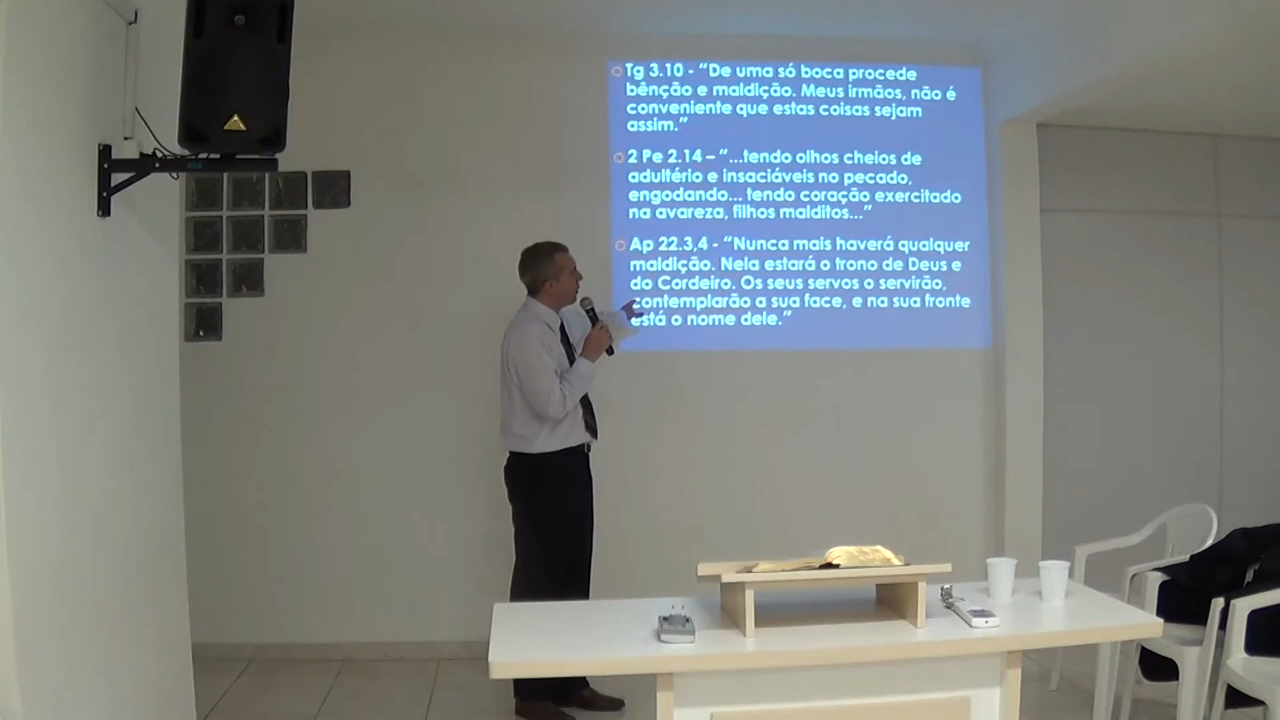 Tg 3.10 - “De uma só boca procede
bênção e maldição. Meus irmãos, não é
conveniente que estas coisas sejam
assim.”
2 Pe 2.14 – “...tendo olhos cheios de
adultério e insaciáveis no pecado,
engodando... tendo coração exercitado
na avareza, filhos malditos...”
Ap 22.3,4 - “Nunca mais haverá qualquer
maldição. Nela estará o trono de Deus e
do Cordeiro. Os seus servos o servirão,
contemplarão a sua face, e na sua fronte
está o nome dele.”